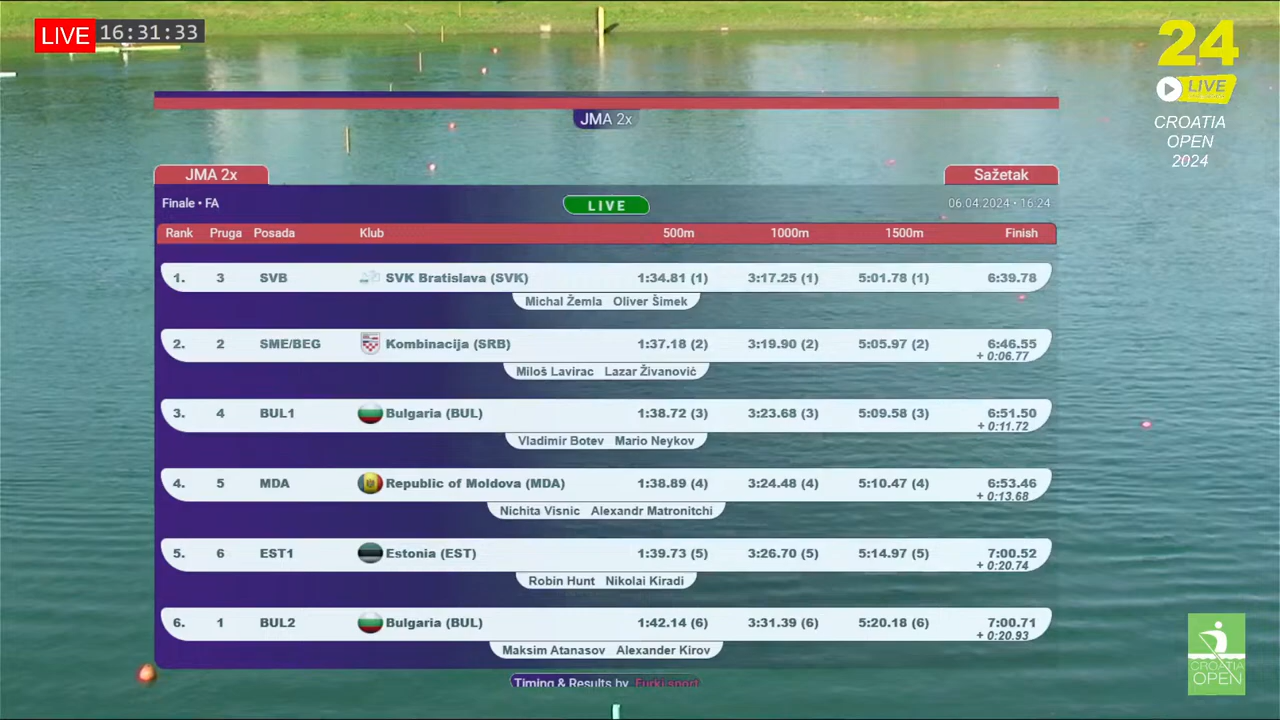 LIVE 16:31:33
24
LIVE
CROATIA
OPEN
2024
JMA 2x
JMA 2x Sažetak
Finale • FA LIVE 06.04.2024 • 16:24
Rank Pruga Posada Klub 500m 1000m 1500m Finish
1. 3 SVB SVK Bratislava (SVK) 1:34.81 (1) 3:17.25 (1) 5:01.78 (1) 6:39.78
Michal Žemla Oliver Šimek
2. 2 SME/BEG Kombinacija (SRB) 1:37.18 (2) 3:19.90 (2) 5:05.97 (2) 6:46.55
+ 0:06.77
Miloš Lavirac Lazar Živanović
3. 4 BUL1 Bulgaria (BUL) 1:38.72 (3) 3:23.68 (3) 5:09.58 (3) 6:51.50
+ 0:11.72
Vladimir Botev Mario Neykov
4. 5 MDA Republic of Moldova (MDA) 1:38.89 (4) 3:24.48 (4) 5:10.47 (4) 6:53.46
+ 0:13.68
Nichita Visnic Alexandr Matronitchi
5. 6 EST1 Estonia (EST) 1:39.73 (5) 3:26.70 (5) 5:14.97 (5) 7:00.52
+ 0:20.74
Robin Hunt Nikolai Kiradi
6. 1 BUL2 Bulgaria (BUL) 1:42.14 (6) 3:31.39 (6) 5:20.18 (6) 7:00.71
+ 0:20.93
Maksim Atanasov Alexander Kirov
Timing & Results by Furki sport
CROATIA
OPEN